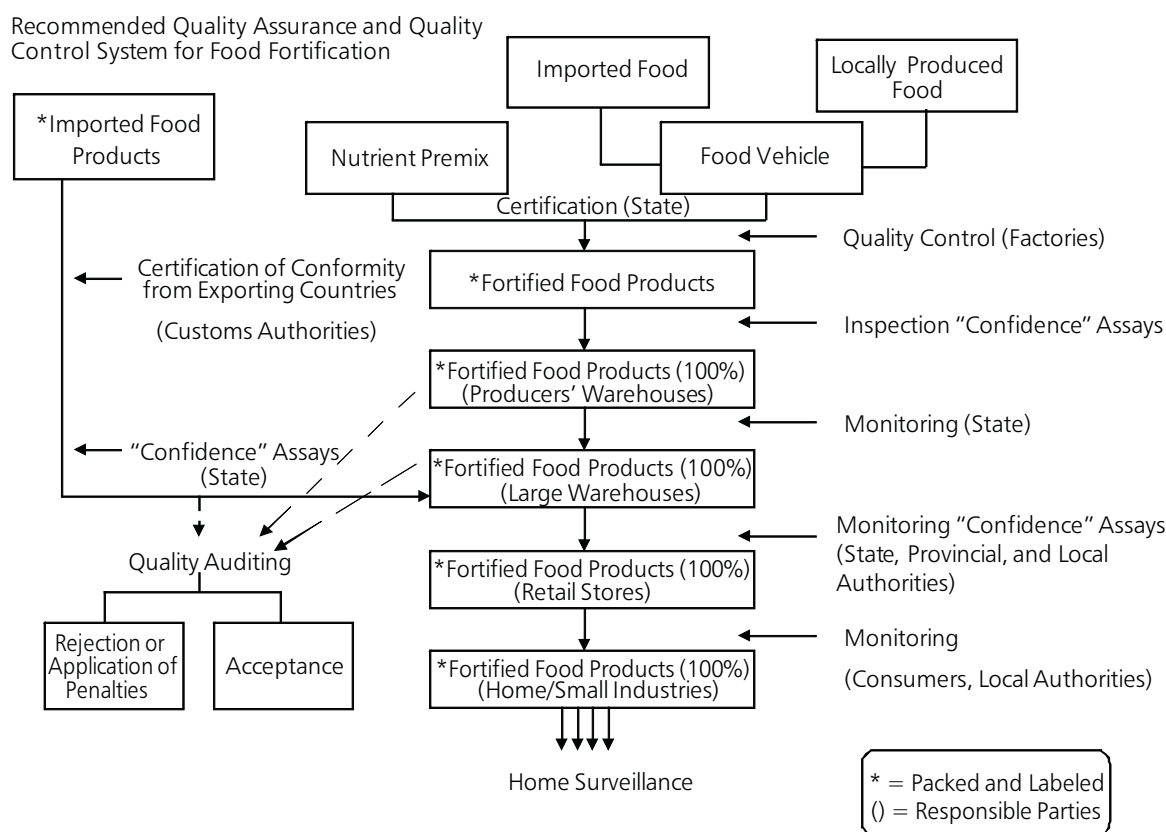 Recommended Quality Assurance and Quality
Control System for Food Fortification
Imported Food
Locally Produced
Food
*Imported Food
Products
Nutrient Premix
Food Vehicle
Certification (State)
Quality Control (Factories)
Certification of Conformity
from Exporting Countries
(Customs Authorities)
*Fortified Food Products
Inspection “Confidence” Assays
*Fortified Food Products (100%)
(Producers’ Warehouses)
Monitoring (State)
“Confidence” Assays
(State)
*Fortified Food Products (100%)
(Large Warehouses)
Monitoring “Confidence” Assays
(State, Provincial, and Local
Authorities)
Quality Auditing
*Fortified Food Products (100%)
(Retail Stores)
Rejection or
Application of
Penalties
Acceptance
Monitoring
(Consumers, Local Authorities)
*Fortified Food Products (100%)
(Home/Small Industries)
Home Surveillance
* = Packed and Labeled
() = Responsible Parties